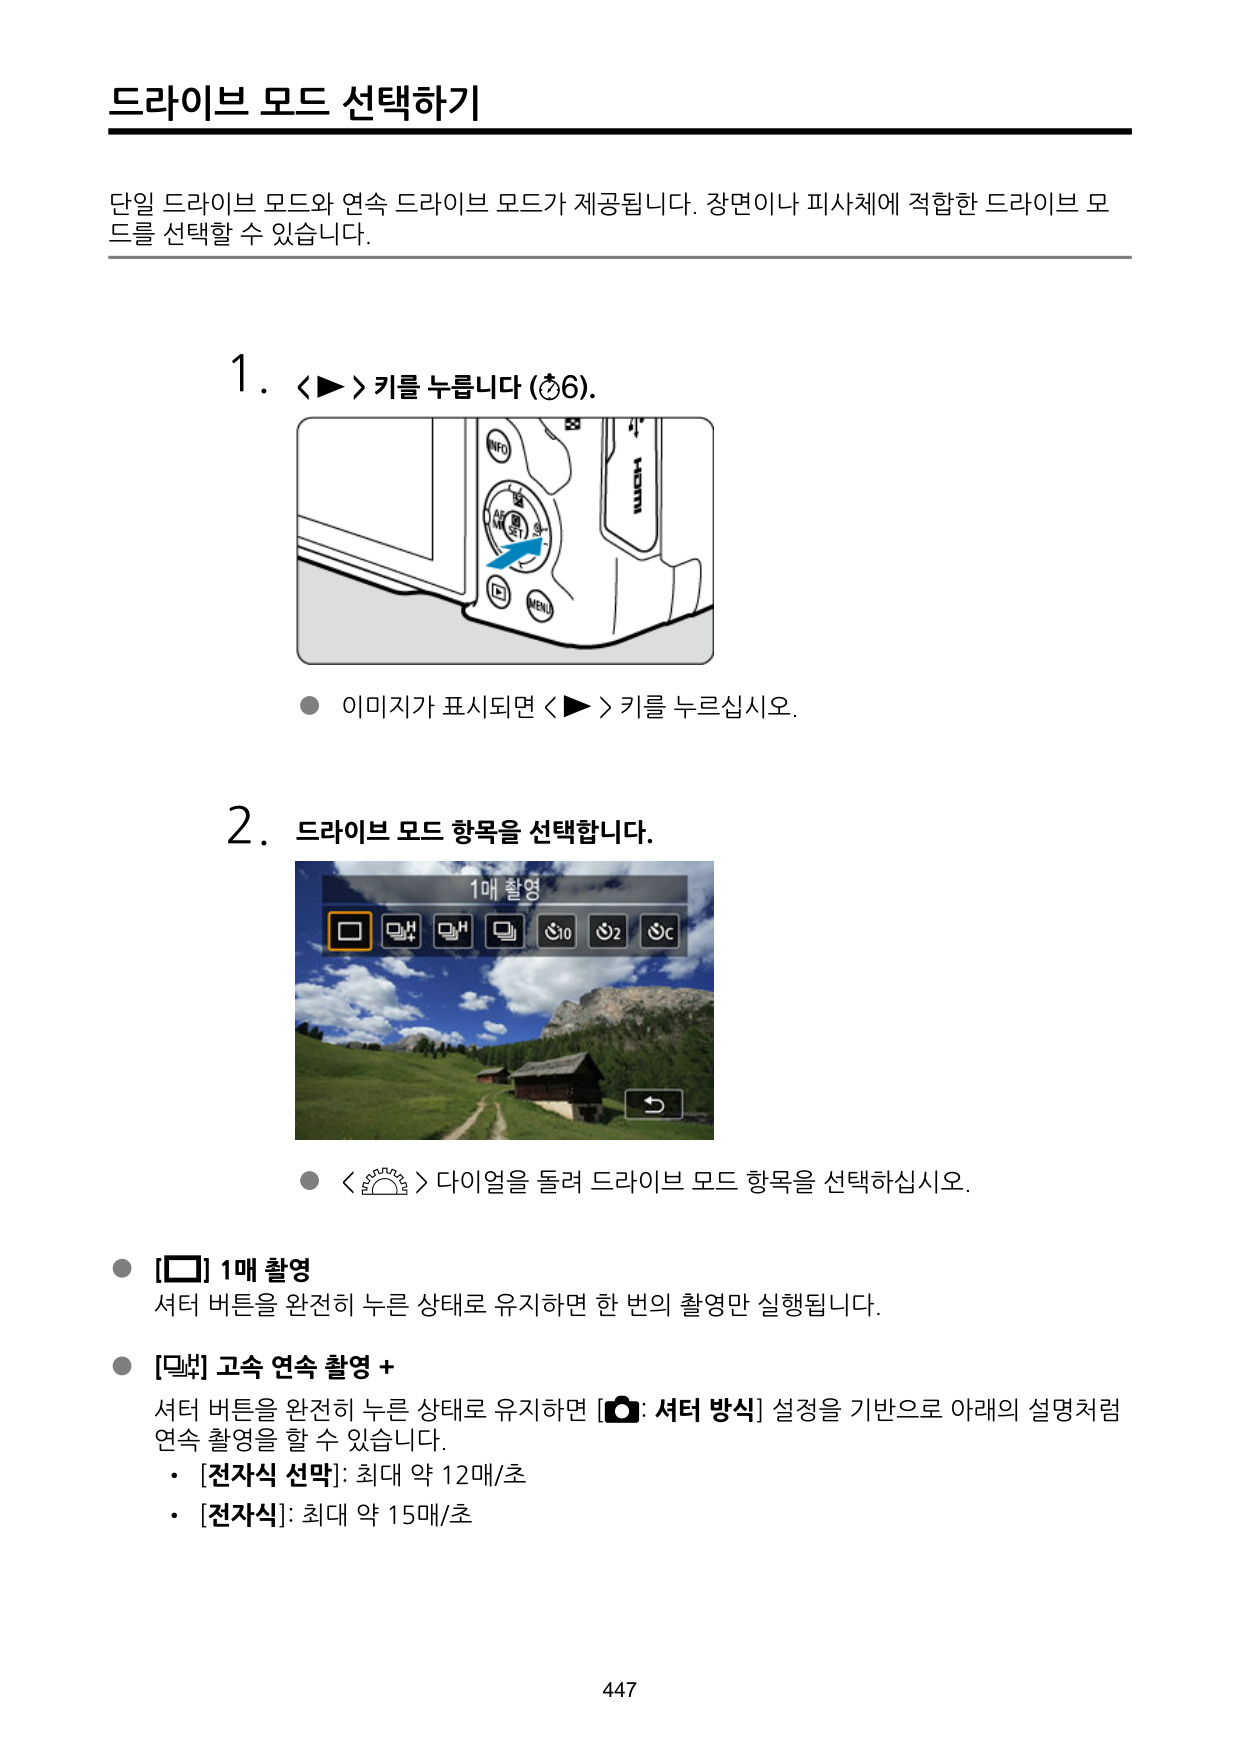 드라이브 모드 선택하기
단일 드라이브 모드와 연속 드라이브 모드가 제공됩니다. 장면이나 피사체에 적합한 드라이브 모
드를 선택할 수 있습니다.
1. < ▶ > 키를 누릅니다 (⏱6).
INFO
HDMI
AF
SET
MENU
● 이미지가 표시되면 < ▶ > 키를 누르십시오.
2. 드라이브 모드 항목을 선택합니다.
1매 촬영
H+ H 10 2 C
● < > 다이얼을 돌려 드라이브 모드 항목을 선택하십시오.
● [□] 1매 촬영
셔터 버튼을 완전히 누른 상태로 유지하면 한 번의 촬영만 실행됩니다.
● [H+] 고속 연속 촬영 +
셔터 버튼을 완전히 누른 상태로 유지하면 [📷: 셔터 방식] 설정을 기반으로 아래의 설명처럼
연속 촬영을 할 수 있습니다.
• [전자식 선막]: 최대 약 12매/초
• [전자식]: 최대 약 15매/초
447